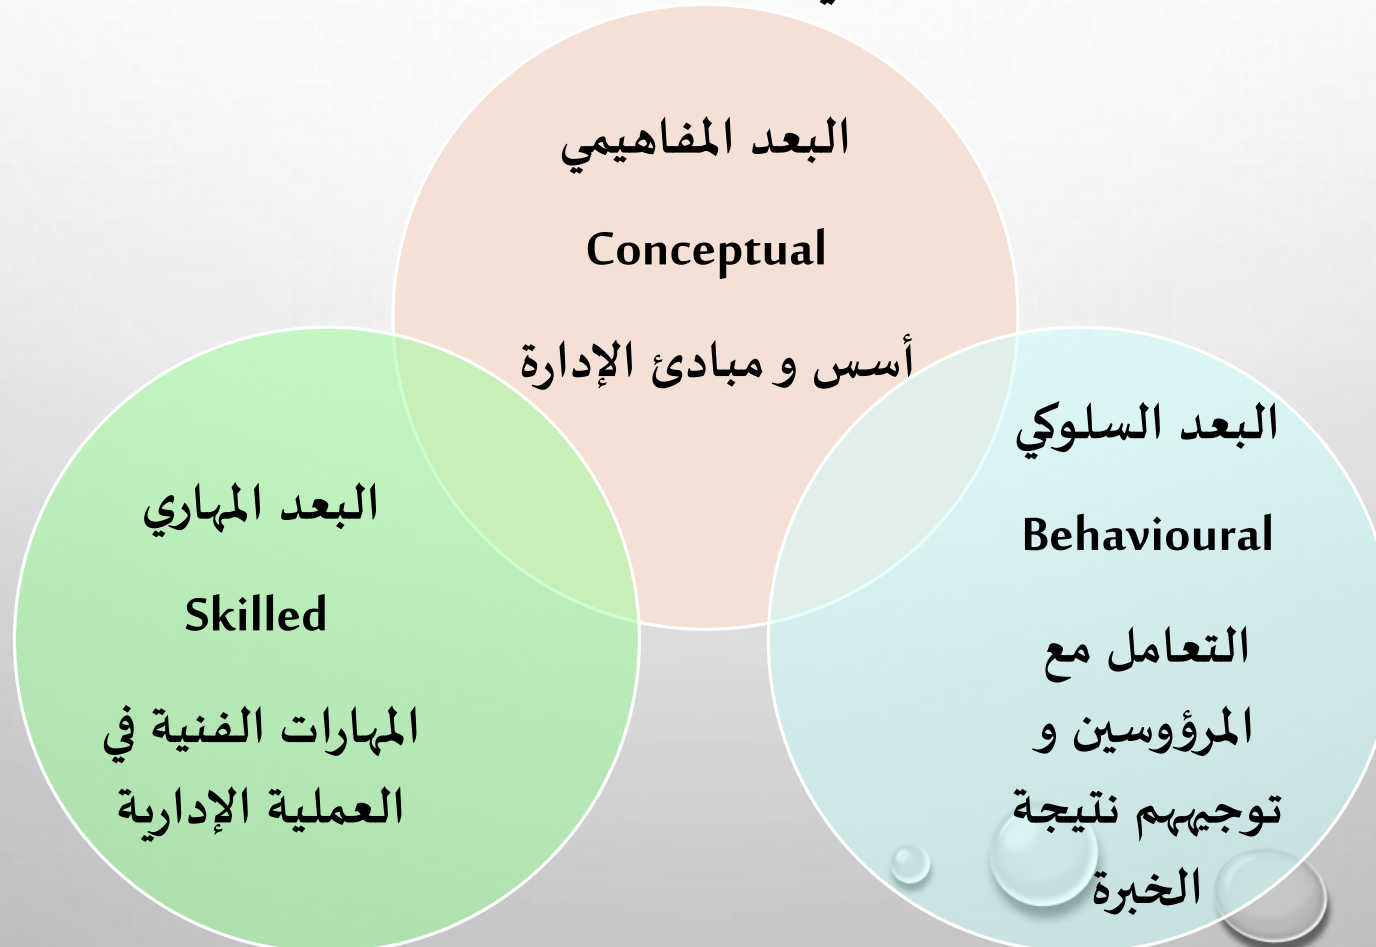 البعد المفاهيمي
Conceptual
أسس و مبادئ الإدارة
البعد السلوكي
Behavioural
التعامل مع
المرؤوسين و
توجيههم نتيجة
الخبرة
البعد المهاري
Skilled
المهارات الفنية في
العملية الإدارية